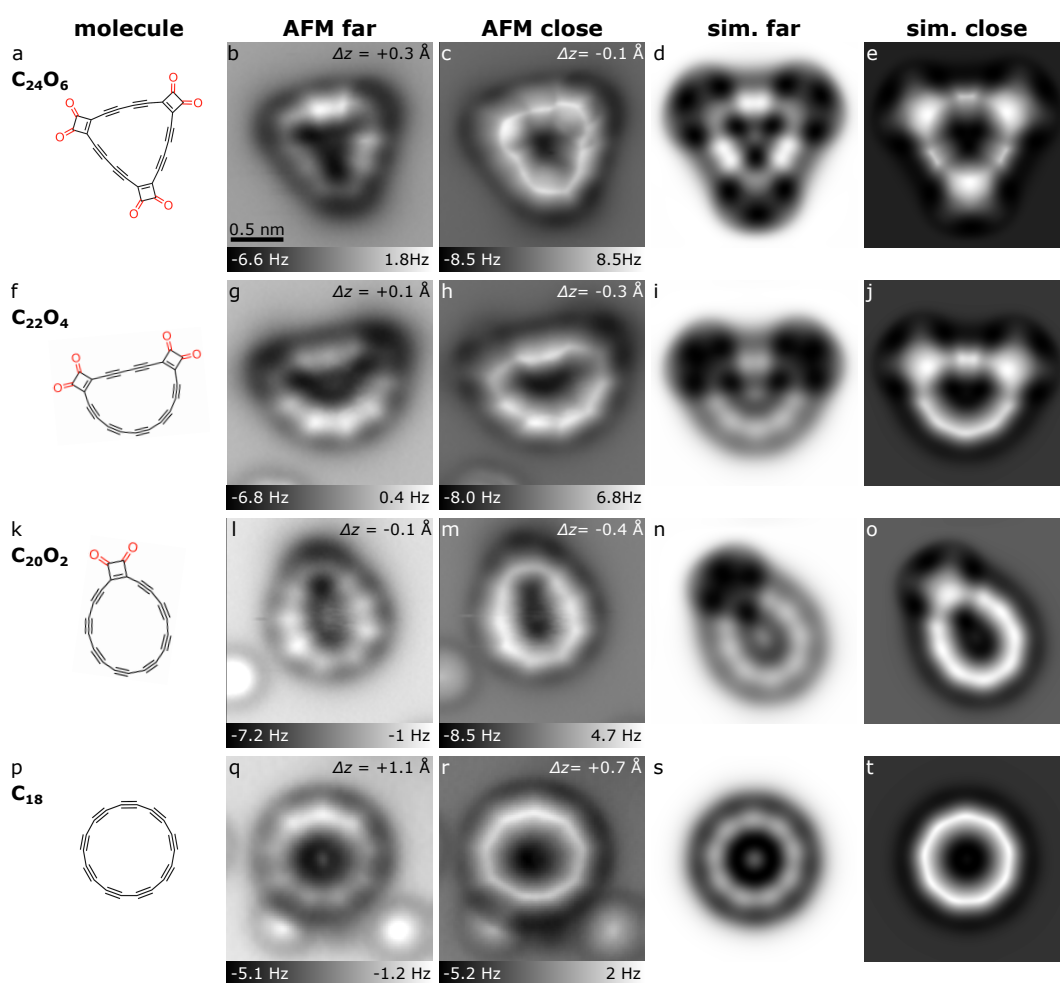 molecule AFM far AFM close sim. far sim. close
a b Δz = +0.3 Å c Δz= -0.1 Å d e
C24O6
O O O O O O
0.5 nm
-6.6 Hz 1.8Hz -8.5 Hz 8.5Hz
f g Δz = +0.1 Å h Δz= -0.3 Å i j
C22O4
O O O O
-6.8 Hz 0.4 Hz -8.0 Hz 6.8Hz
k l Δz = -0.1 Å m Δz= -0.4 Å n o
C20O2
O O
-7.2 Hz -1 Hz -8.5 Hz 4.7 Hz
p q Δz = +1.1 Å r Δz= +0.7 Å s t
C18
-5.1 Hz -1.2 Hz -5.2 Hz 2 Hz